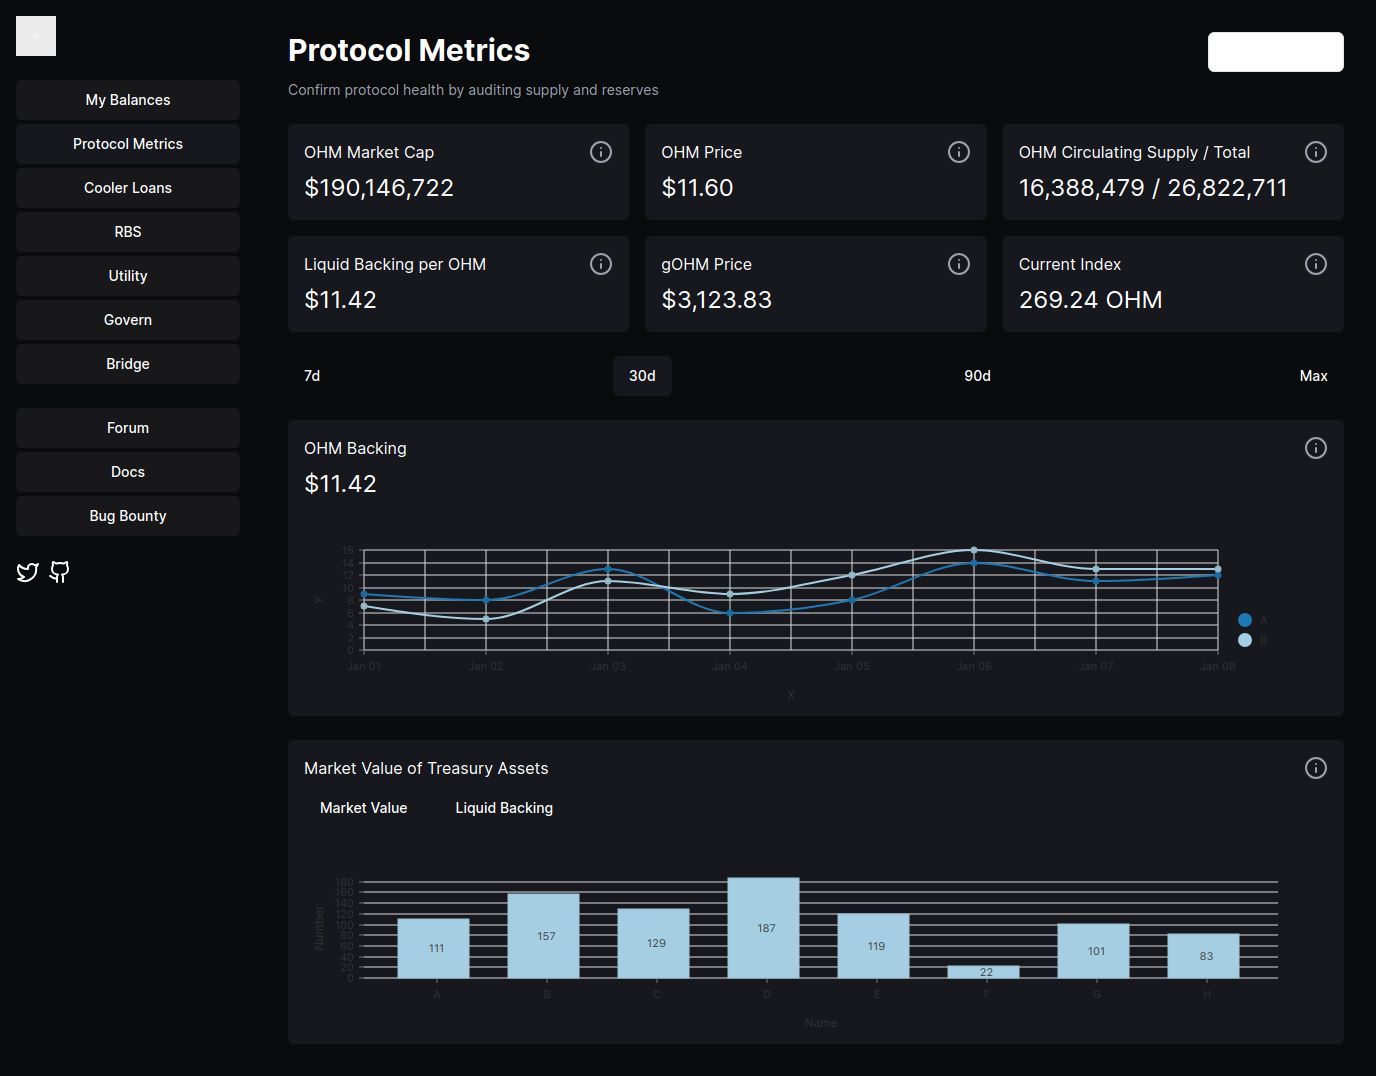 My Balances
Protocol Metrics
Cooler Loans
RBS
Utility
Govern
Bridge
Forum
Docs
Bug Bounty
Protocol Metrics
Confirm protocol health by auditing supply and reserves
OHM Market Cap
$190,146,722
OHM Price
$11.60
OHM Circulating Supply / Total
16,388,479 / 26,822,711
Liquid Backing per OHM
$11.42
gOHM Price
$3,123.83
Current Index
269.24 OHM
7d 30d 90d Max
OHM Backing
$11.42
16
14
12
10
8
6
4
2
0
Y
Jan 01 Jan 02 Jan 03 Jan 04 Jan 05 Jan 06 Jan 07 Jan 08
X
A
B
Market Value of Treasury Assets
Market Value Liquid Backing
180
160
140
120
100
80
60
40
20
0
Number
111 157 129 187 119 22 101 83
A B C D E F G H
Name